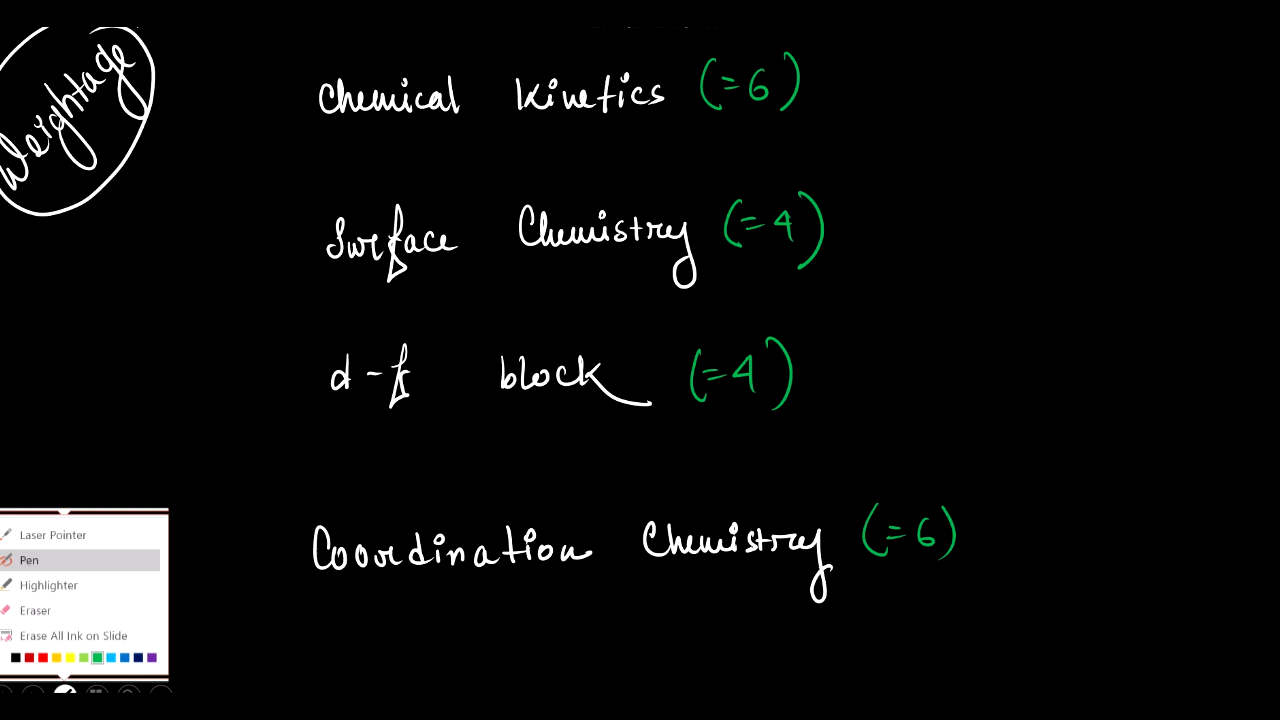 Weightage
Chemical Kinetics (=6)
Surface Chemistry (=4)
d-f block (=4)
Coordination Chemistry (=6)
Laser Pointer
Pen
Highlighter
Eraser
Erase All Ink on Slide